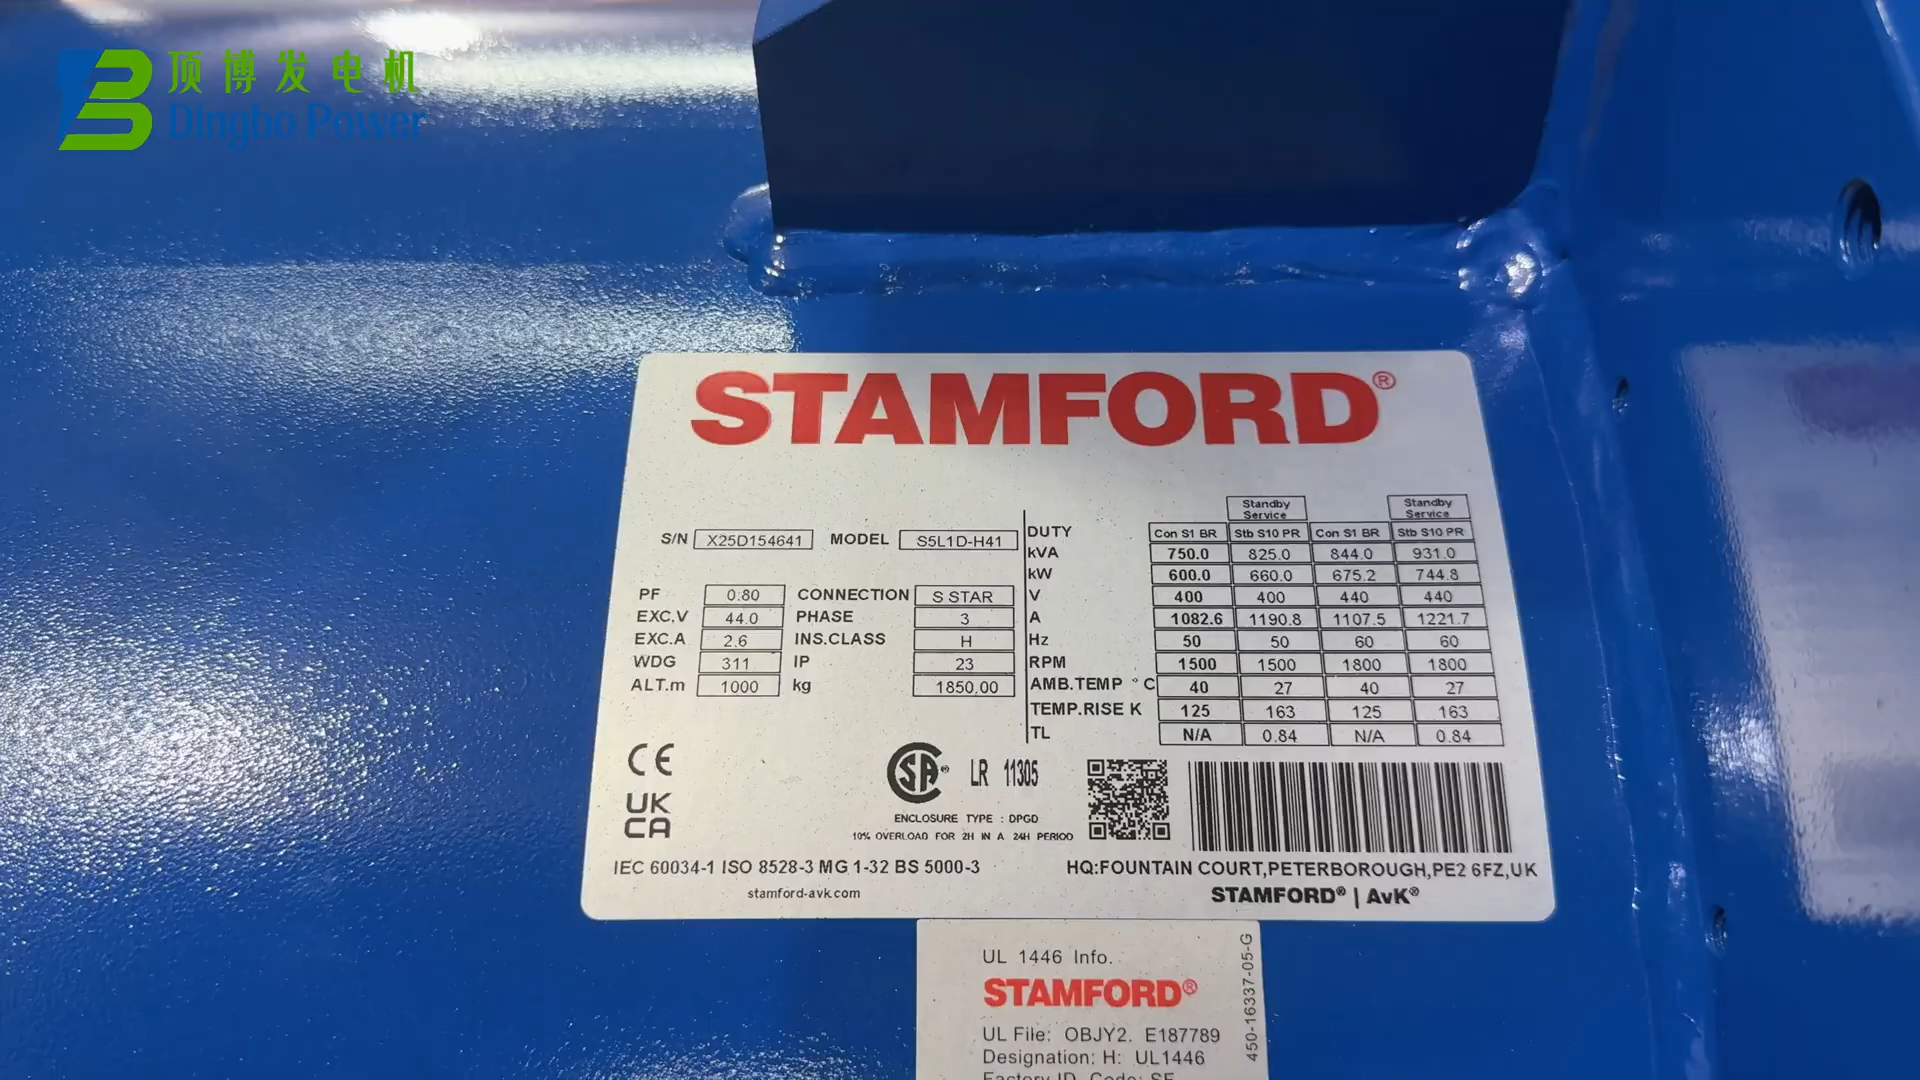 顶博发电机
Dingbo Power
STAMFORD®
Standby Service Standby Service
S/N X25D154641 MODEL S5L1D-H41
DUTY Con S1 BR Stb S10 PR Con S1 BR Stb S10 PR
kVA 750.0 825.0 844.0 931.0
kW 600.0 660.0 675.2 744.8
PF 0.80 CONNECTION S STAR V 400 400 440 440
EXC.V 44.0 PHASE 3 A 1082.6 1190.8 1107.5 1221.7
EXC.A 2.6 INS.CLASS H Hz 50 50 60 60
WDG 311 IP 23 RPM 1500 1500 1800 1800
ALT.m 1000 kg 1850.00 AMB.TEMP °C 40 27 40 27
TEMP.RISE K 125 163 125 163
TL N/A 0.84 N/A 0.84
CE
UK
CA
SA® LR 11305
ENCLOSURE TYPE : DPGD
10% OVERLOAD FOR 2H IN A 24H PERIOD
IEC 60034-1 ISO 8528-3 MG 1-32 BS 5000-3
HQ:FOUNTAIN COURT,PETERBOROUGH,PE2 6FZ,UK
stamford-avk.com
STAMFORD® | AvK®
UL 1446 Info.
STAMFORD®
UL File: OBJY2. E187789
Designation: H: UL1446
Factory ID Code: SF
450-16337-05-G